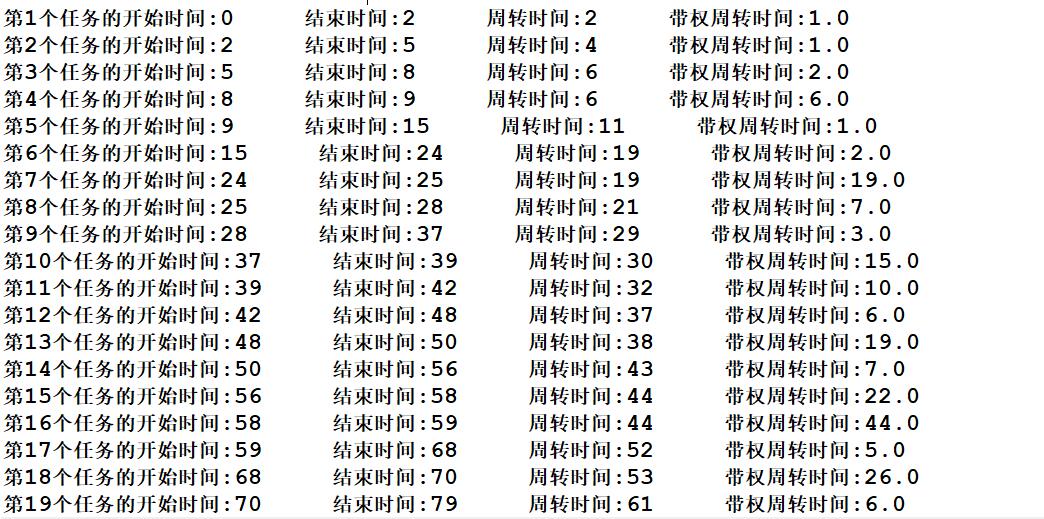 第1个任务的开始时间:0 结束时间:2 周转时间:2 带权周转时间:1.0
第2个任务的开始时间:2 结束时间:5 周转时间:4 带权周转时间:1.0
第3个任务的开始时间:5 结束时间:8 周转时间:6 带权周转时间:2.0
第4个任务的开始时间:8 结束时间:9 周转时间:6 带权周转时间:6.0
第5个任务的开始时间:9 结束时间:15 周转时间:11 带权周转时间:1.0
第6个任务的开始时间:15 结束时间:24 周转时间:19 带权周转时间:2.0
第7个任务的开始时间:24 结束时间:25 周转时间:19 带权周转时间:19.0
第8个任务的开始时间:25 结束时间:28 周转时间:21 带权周转时间:7.0
第9个任务的开始时间:28 结束时间:37 周转时间:29 带权周转时间:3.0
第10个任务的开始时间:37 结束时间:39 周转时间:30 带权周转时间:15.0
第11个任务的开始时间:39 结束时间:42 周转时间:32 带权周转时间:10.0
第12个任务的开始时间:42 结束时间:48 周转时间:37 带权周转时间:6.0
第13个任务的开始时间:48 结束时间:50 周转时间:38 带权周转时间:19.0
第14个任务的开始时间:50 结束时间:56 周转时间:43 带权周转时间:7.0
第15个任务的开始时间:56 结束时间:58 周转时间:44 带权周转时间:22.0
第16个任务的开始时间:58 结束时间:59 周转时间:44 带权周转时间:44.0
第17个任务的开始时间:59 结束时间:68 周转时间:52 带权周转时间:5.0
第18个任务的开始时间:68 结束时间:70 周转时间:53 带权周转时间:26.0
第19个任务的开始时间:70 结束时间:79 周转时间:61 带权周转时间:6.0